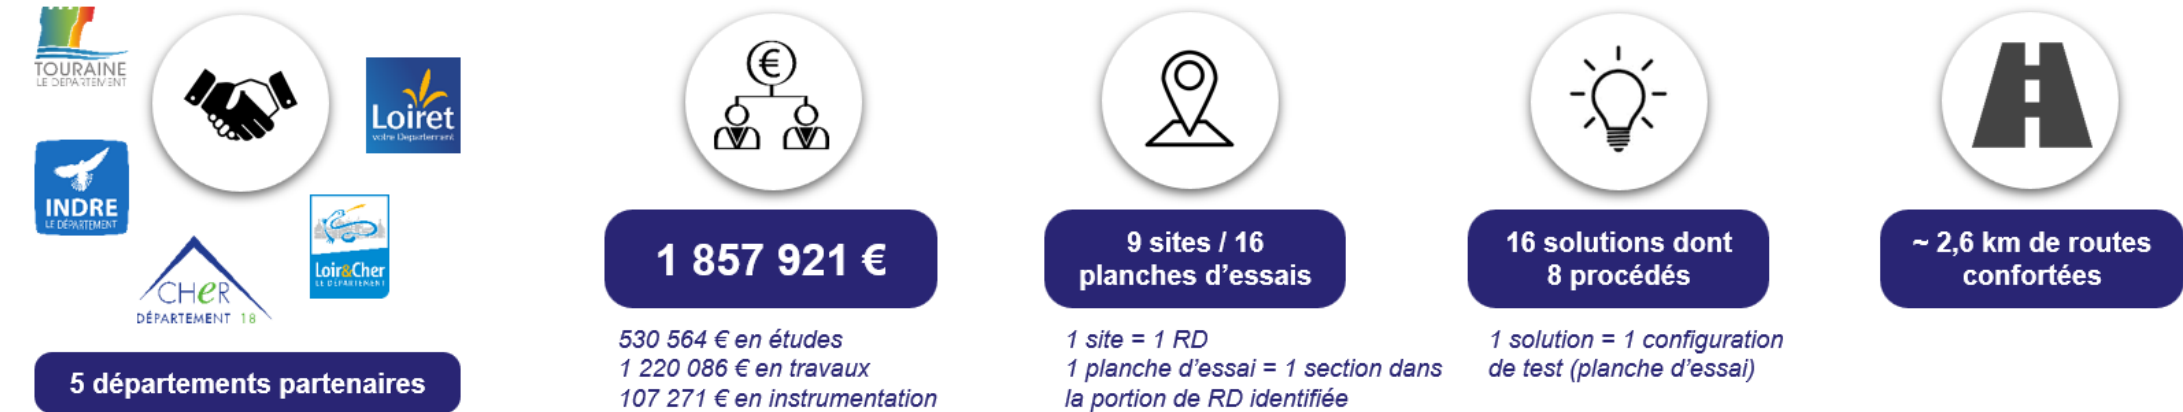 TOURAINE
LE DEPARTEMENT
Loiret
votre Département
INDRE
LE DÉPARTEMENT
Loir&Cher
LE DÉPARTEMENT
CHeR
DÉPARTEMENT 18
5 départements partenaires
€
1 857 921 €
530 564 € en études
1 220 086 € en travaux
107 271 € en instrumentation
9 sites / 16
planches d’essais
1 site = 1 RD
1 planche d’essai = 1 section dans
la portion de RD identifiée
16 solutions dont
8 procédés
1 solution = 1 configuration
de test (planche d’essai)
~ 2,6 km de routes
confortées